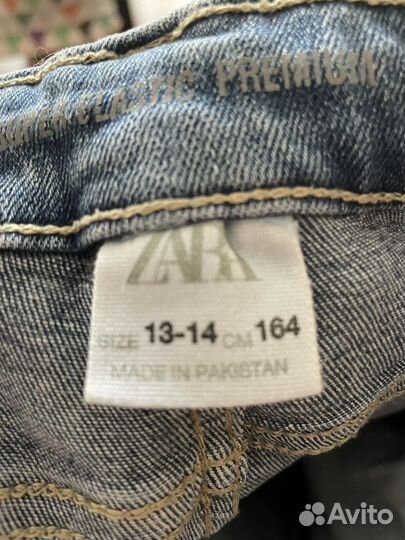 SUPER ELASTIC PREMIUM
ZARA
SIZE 13-14 CM 164
MADE IN PAKISTAN
Avito